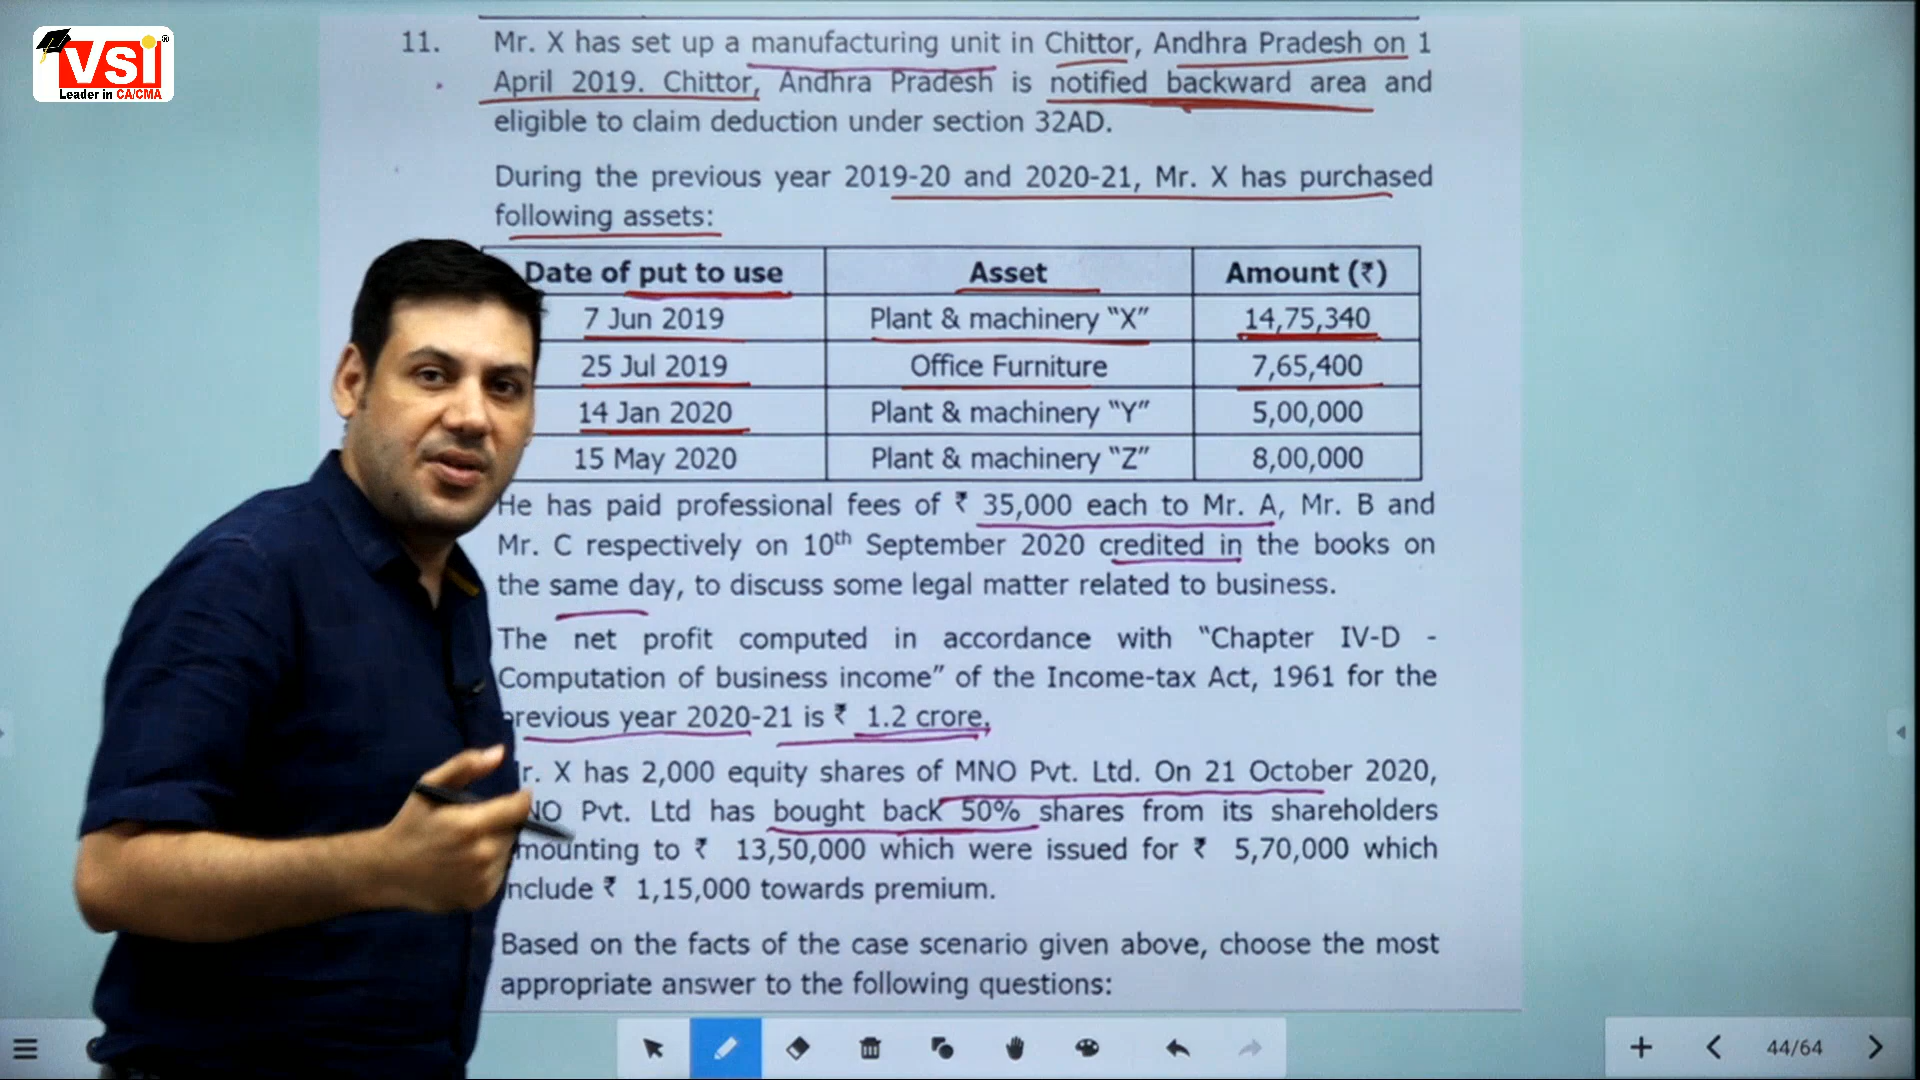 VSI ®
Leader in CA/CMA
11. Mr. X has set up a manufacturing unit in Chittor, Andhra Pradesh on 1
April 2019. Chittor, Andhra Pradesh is notified backward area and
eligible to claim deduction under section 32AD.
During the previous year 2019-20 and 2020-21, Mr. X has purchased
following assets:
Date of put to use Asset Amount (₹)
7 Jun 2019 Plant & machinery “X” 14,75,340
25 Jul 2019 Office Furniture 7,65,400
14 Jan 2020 Plant & machinery “Y” 5,00,000
15 May 2020 Plant & machinery “Z” 8,00,000
He has paid professional fees of ₹ 35,000 each to Mr. A, Mr. B and
Mr. C respectively on 10th September 2020 credited in the books on
the same day, to discuss some legal matter related to business.
The net profit computed in accordance with “Chapter IV-D -
Computation of business income” of the Income-tax Act, 1961 for the
previous year 2020-21 is ₹ 1.2 crore.
X has 2,000 equity shares of MNO Pvt. Ltd. On 21 October 2020,
Pvt. Ltd has bought back 50% shares from its shareholders
amounting to ₹ 13,50,000 which were issued for ₹ 5,70,000 which
include ₹ 1,15,000 towards premium.
Based on the facts of the case scenario given above, choose the most
appropriate answer to the following questions:
44/64